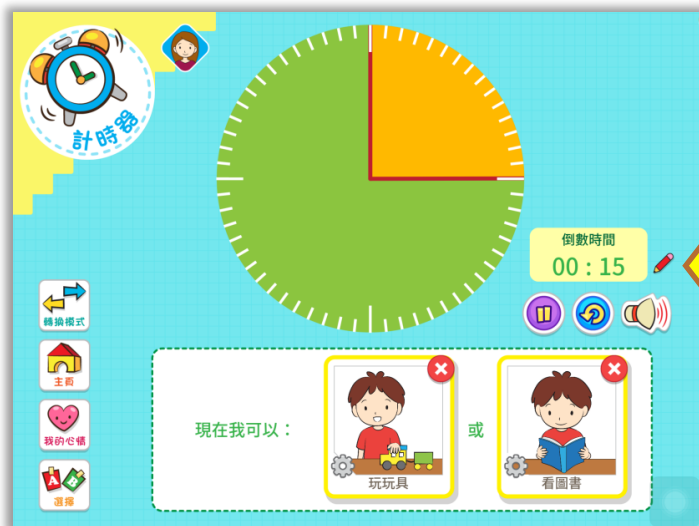 計時器
倒數時間
00 : 15
轉換模式
主頁
我的心情
A B
選擇
現在我可以：
玩玩具
或
看圖書